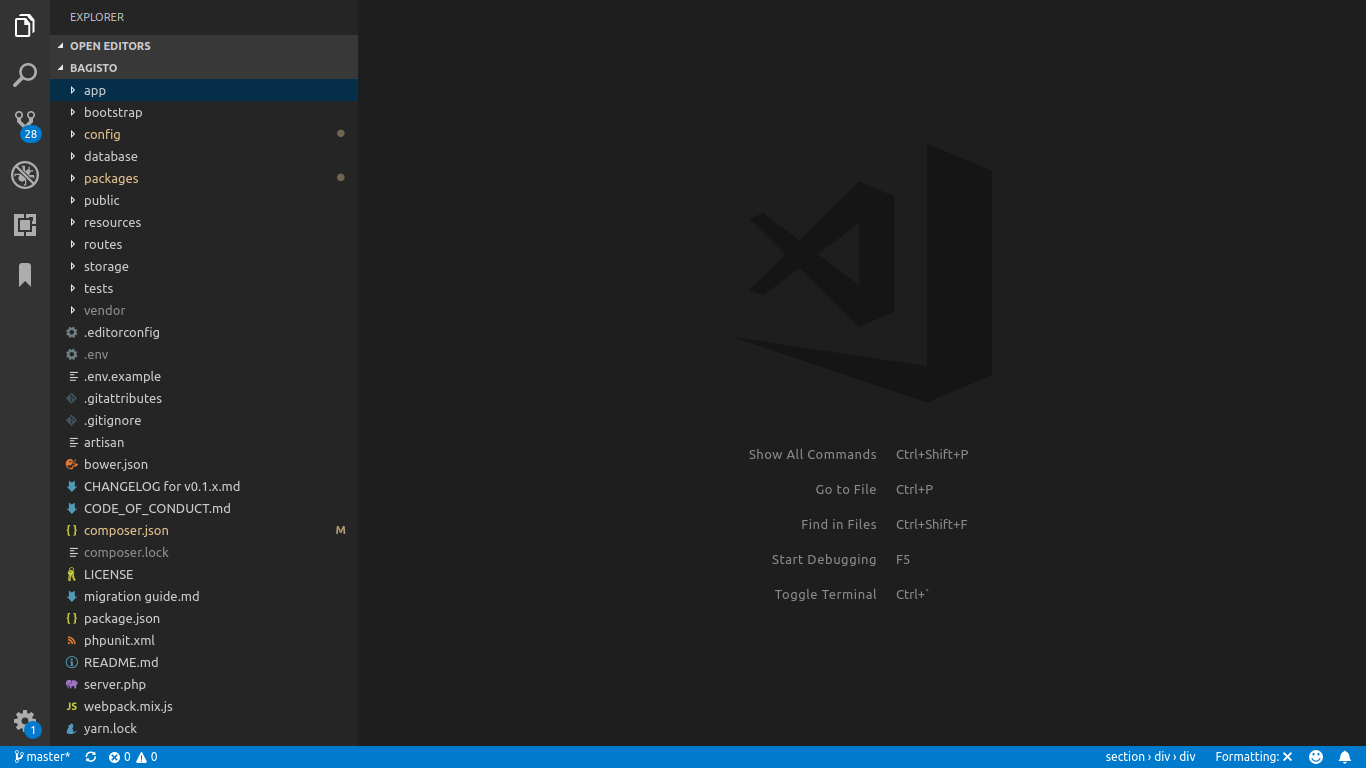 EXPLORER
OPEN EDITORS
BAGISTO
app
bootstrap
config
database
packages
public
resources
routes
storage
tests
vendor
.editorconfig
.env
.env.example
.gitattributes
.gitignore
artisan
bower.json
CHANGELOG for v0.1.x.md
CODE_OF_CONDUCT.md
{ } composer.json M
composer.lock
LICENSE
migration guide.md
{ } package.json
phpunit.xml
README.md
server.php
JS webpack.mix.js
yarn.lock
28
1
Show All Commands Ctrl+Shift+P
Go to File Ctrl+P
Find in Files Ctrl+Shift+F
Start Debugging F5
Toggle Terminal Ctrl+`
master* 0 0 section › div › div Formatting: ✕